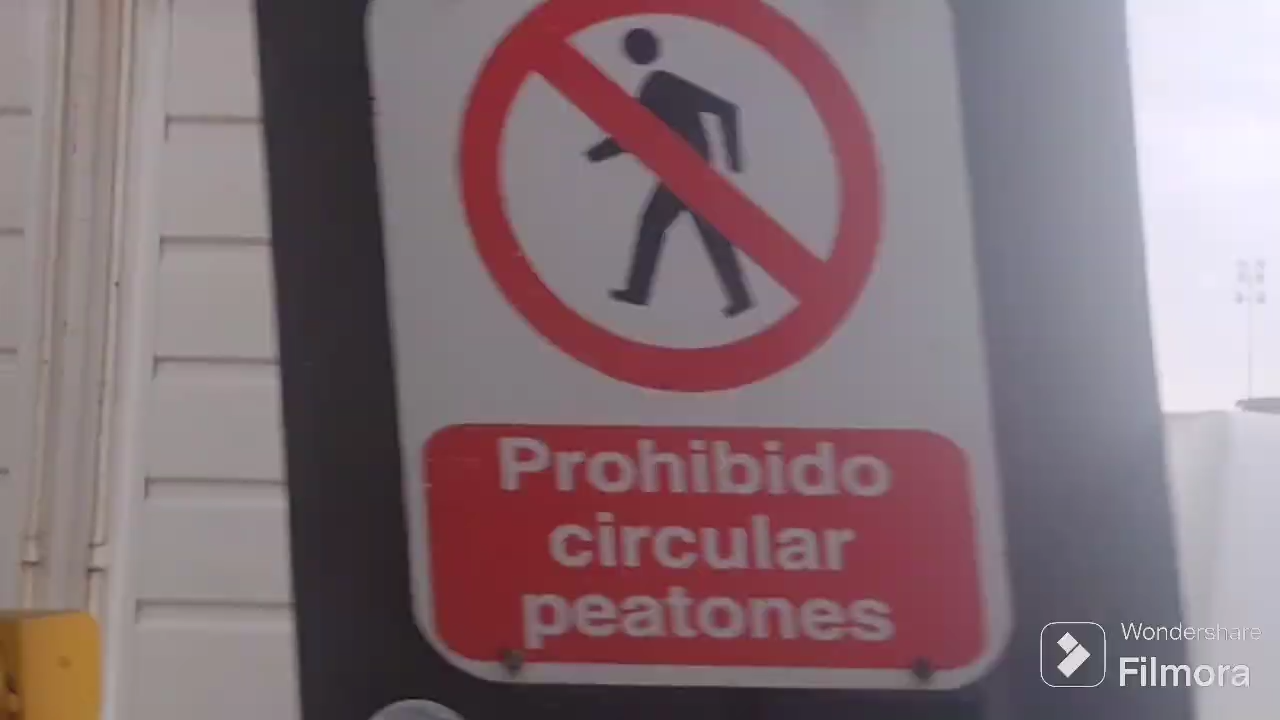 Prohibido
circular
peatones
Wondershare
Filmora